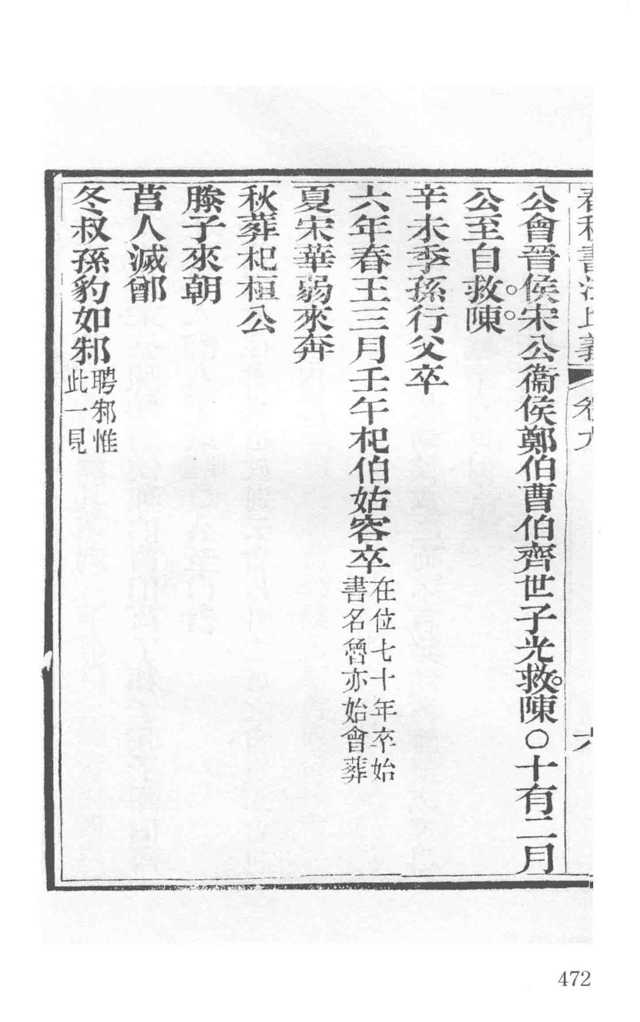 春秋書法比義 卷九 六
公會晉侯宋公衞侯鄭伯曹伯齊世子光救陳○十有二月
公至自救陳
辛未季孫行父卒
六年春王三月壬午杞伯姑容卒在位七十年卒始書名魯亦始會葬
夏宋華弱來奔
秋葬杞桓公
滕子來朝
莒人滅鄫
冬叔孫豹如邾聘邾惟此一見
472